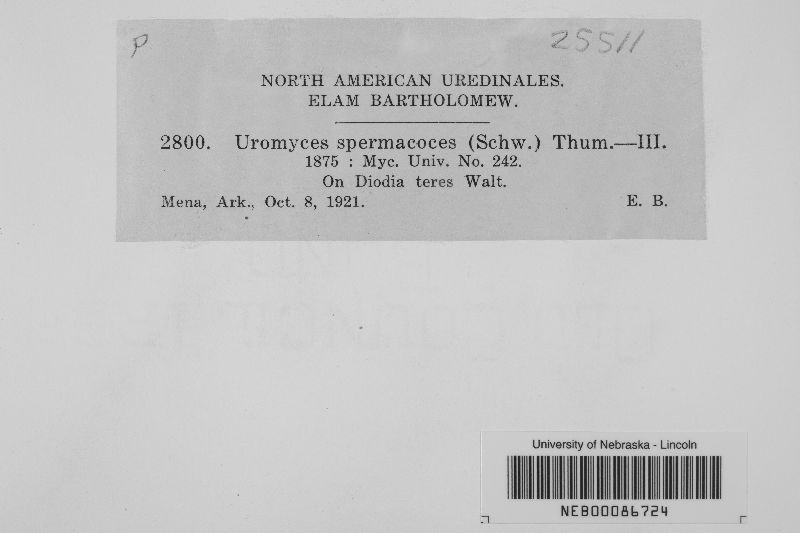 P
25511
NORTH AMERICAN UREDINALES.
ELAM BARTHOLOMEW.
2800. Uromyces spermacoces (Schw.) Thum.—III.
1875 : Myc. Univ. No. 242.
On Diodia teres Walt.
Mena, Ark., Oct. 8, 1921. E. B.
University of Nebraska - Lincoln
NEB00086724